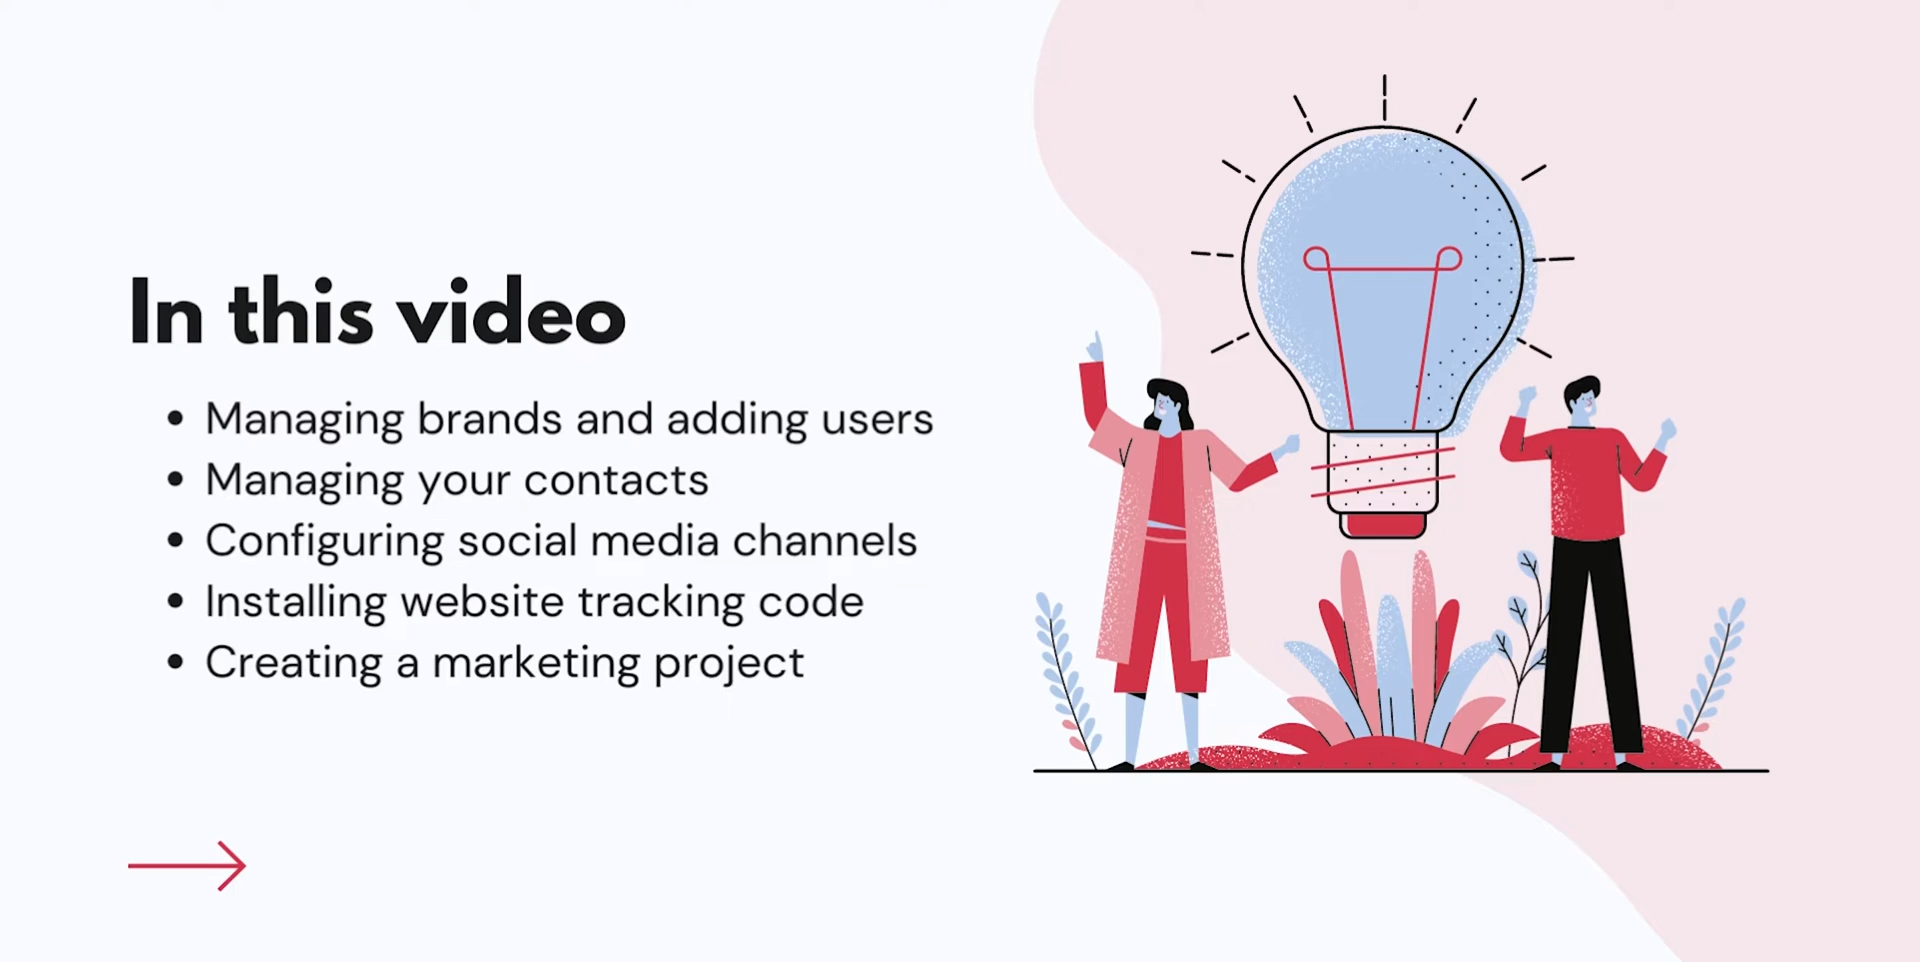 In this video
Managing brands and adding users
Managing your contacts
Configuring social media channels
Installing website tracking code
Creating a marketing project